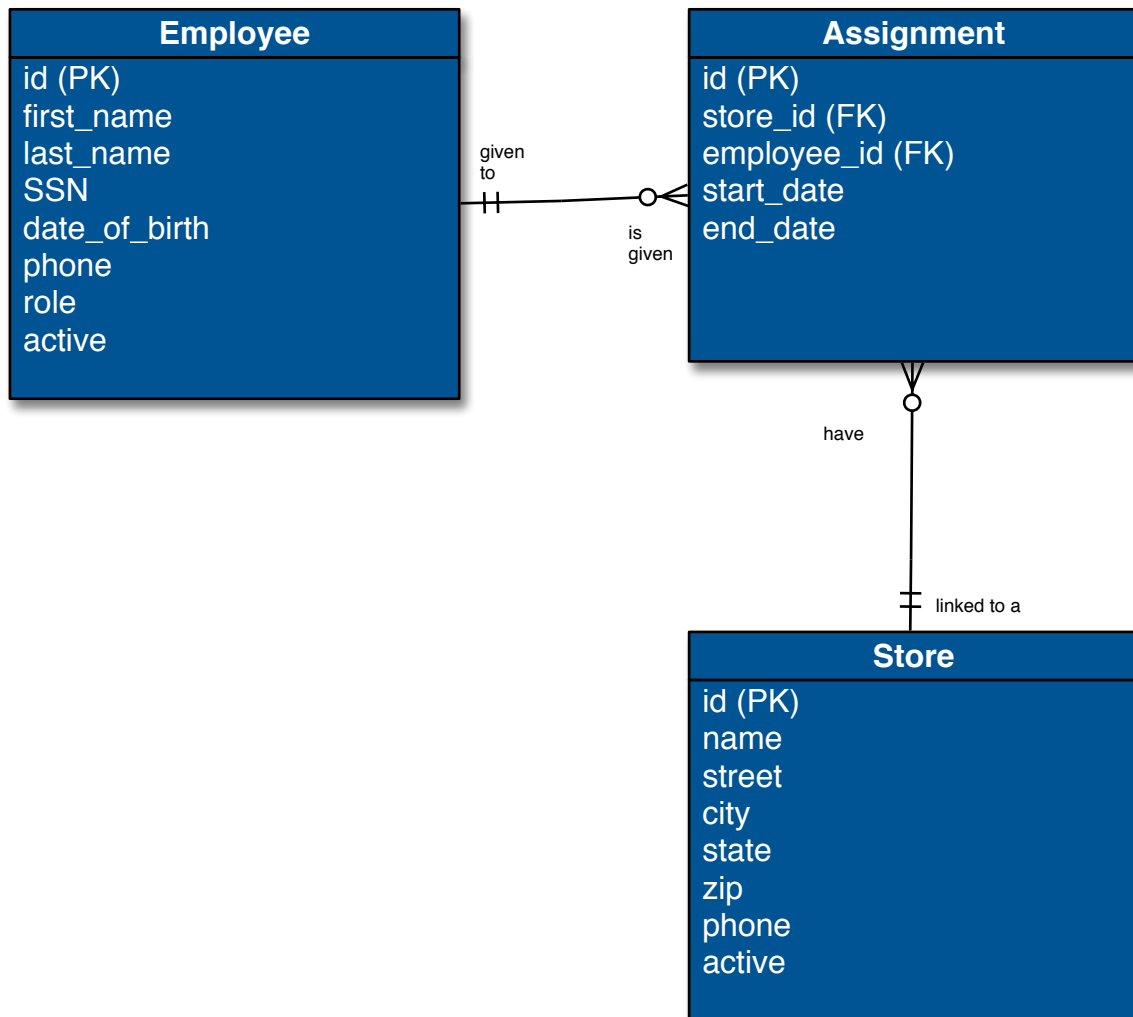 Employee
id (PK)
first_name
last_name
SSN
date_of_birth
phone
role
active
given
to
is
given
Assignment
id (PK)
store_id (FK)
employee_id (FK)
start_date
end_date
have
linked to a
Store
id (PK)
name
street
city
state
zip
phone
active